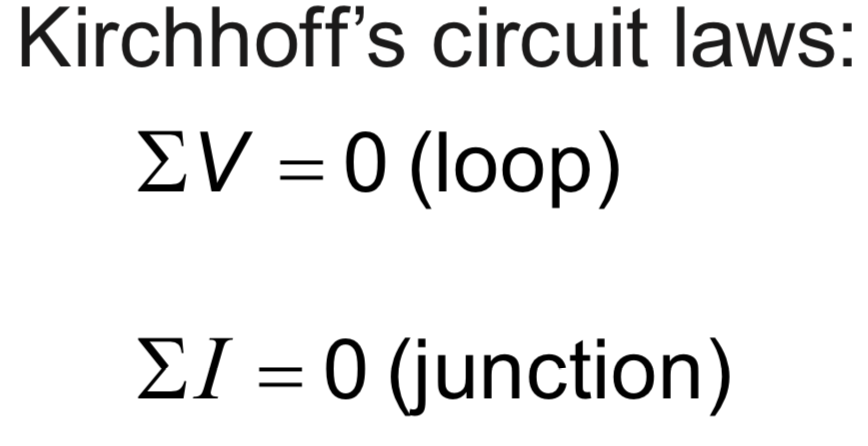 Kirchhoff’s circuit laws:
ΣV = 0 (loop)
ΣI = 0 (junction)